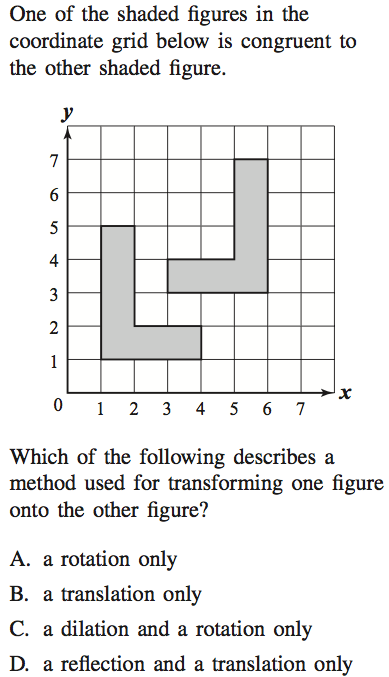 One of the shaded figures in the
coordinate grid below is congruent to
the other shaded figure.
y
7
6
5
4
3
2
1
0 1 2 3 4 5 6 7 x
Which of the following describes a
method used for transforming one figure
onto the other figure?
A. a rotation only
B. a translation only
C. a dilation and a rotation only
D. a reflection and a translation only